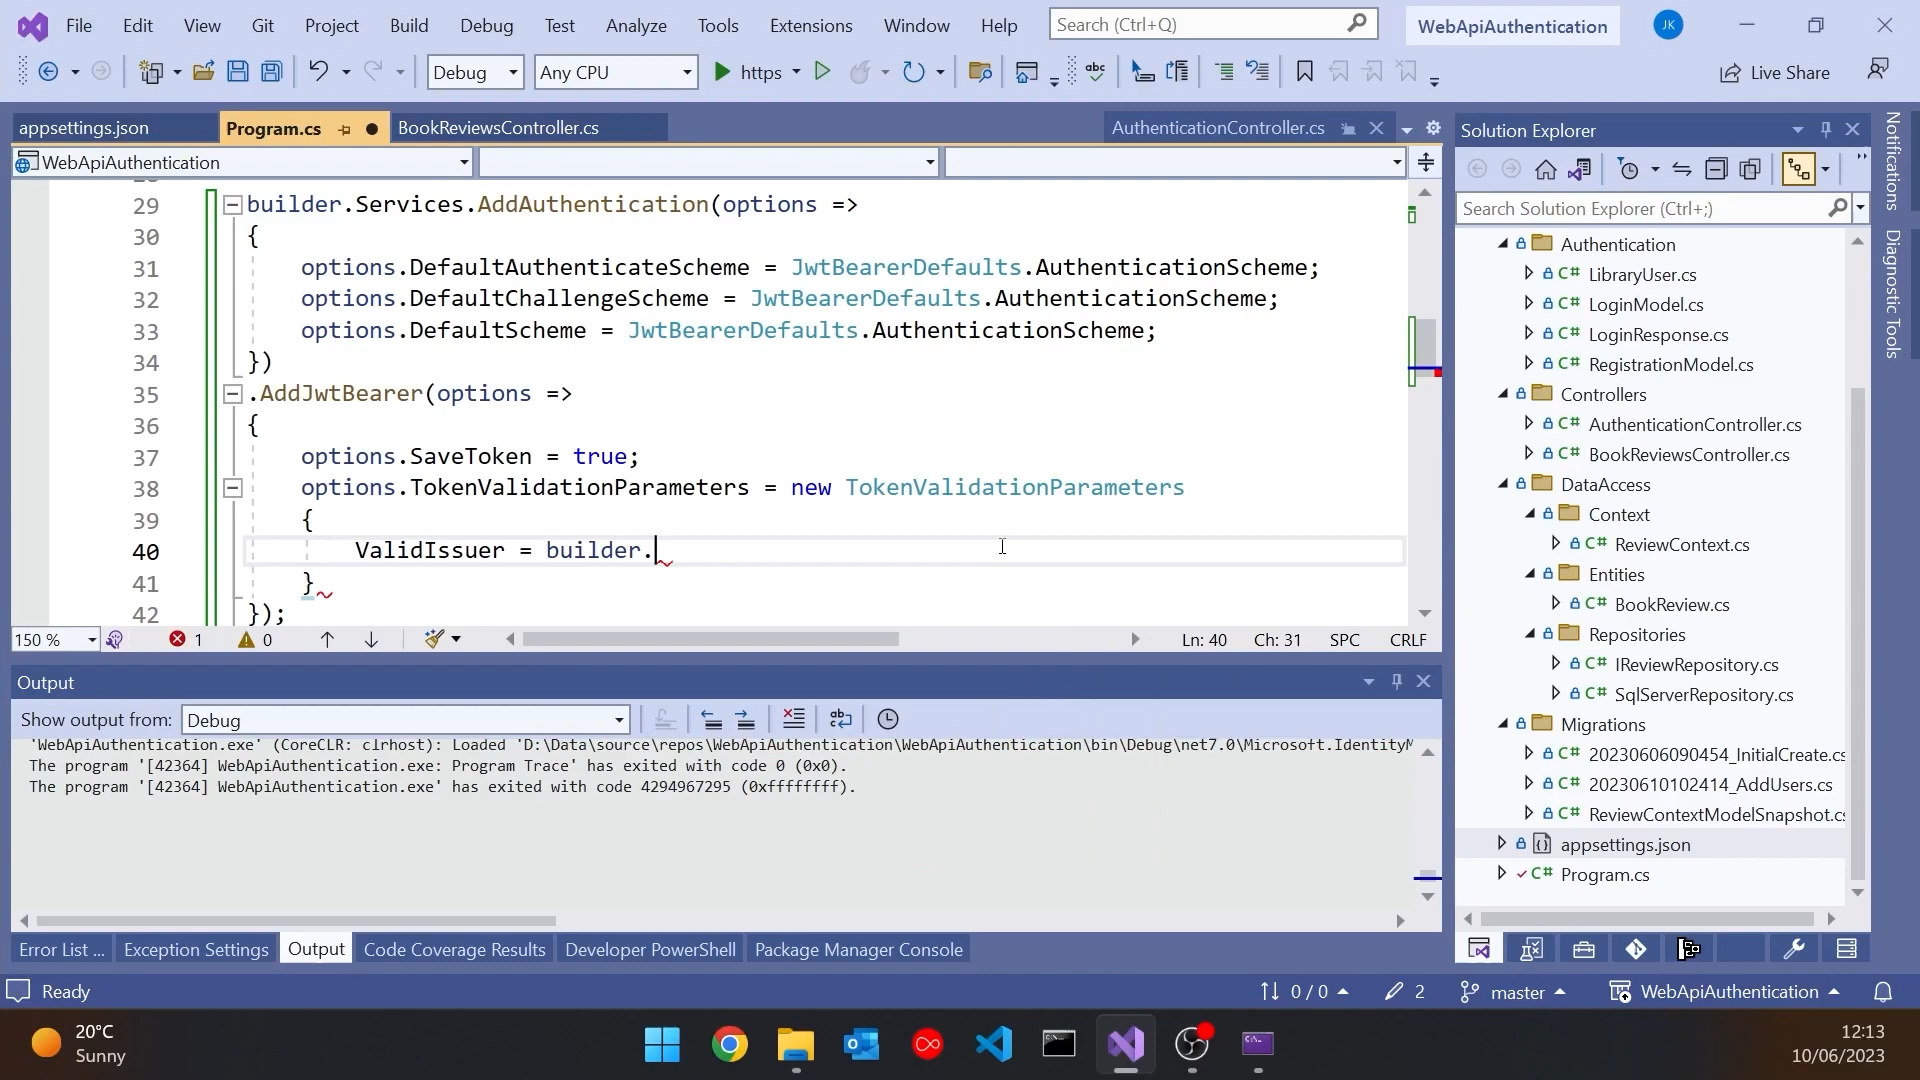 File Edit View Git Project Build Debug Test Analyze Tools Extensions Window Help Search (Ctrl+Q) WebApiAuthentication JK
Debug Any CPU https Live Share
appsettings.json Program.cs BookReviewsController.cs AuthenticationController.cs
WebApiAuthentication
29 builder.Services.AddAuthentication(options =>
30 {
31 options.DefaultAuthenticateScheme = JwtBearerDefaults.AuthenticationScheme;
32 options.DefaultChallengeScheme = JwtBearerDefaults.AuthenticationScheme;
33 options.DefaultScheme = JwtBearerDefaults.AuthenticationScheme;
34 })
35 .AddJwtBearer(options =>
36 {
37 options.SaveToken = true;
38 options.TokenValidationParameters = new TokenValidationParameters
39 {
40 ValidIssuer = builder.
41 }
42 });
150 % 1 0 Ln: 40 Ch: 31 SPC CRLF
Output
Show output from: Debug
'WebApiAuthentication.exe' (CoreCLR: clrhost): Loaded 'D:\Data\source\repos\WebApiAuthentication\WebApiAuthentication\bin\Debug\net7.0\Microsoft.IdentityM
The program '[42364] WebApiAuthentication.exe: Program Trace' has exited with code 0 (0x0).
The program '[42364] WebApiAuthentication.exe' has exited with code 4294967295 (0xffffffff).
Error List ... Exception Settings Output Code Coverage Results Developer PowerShell Package Manager Console
Solution Explorer
Search Solution Explorer (Ctrl+;)
Authentication
C# LibraryUser.cs
C# LoginModel.cs
C# LoginResponse.cs
C# RegistrationModel.cs
Controllers
C# AuthenticationController.cs
C# BookReviewsController.cs
DataAccess
Context
C# ReviewContext.cs
Entities
C# BookReview.cs
Repositories
C# IReviewRepository.cs
C# SqlServerRepository.cs
Migrations
C# 20230606090454_InitialCreate.cs
C# 20230610102414_AddUsers.cs
C# ReviewContextModelSnapshot.cs
appsettings.json
C# Program.cs
Notifications
Diagnostic Tools
Ready 0 / 0 2 master WebApiAuthentication
20°C
Sunny
12:13
10/06/2023